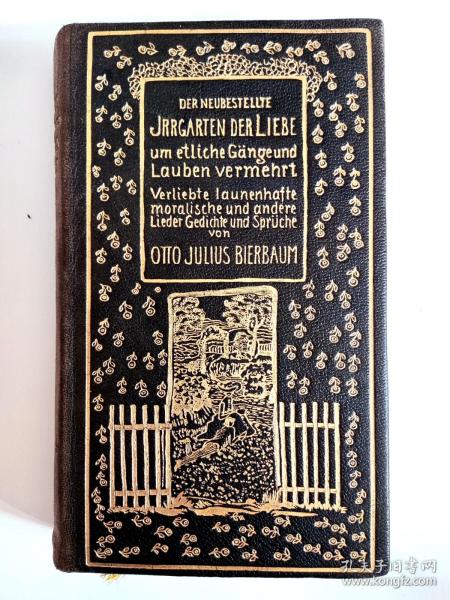 DER NEUBESTELLTE
JRRGARTEN DER LIEBE
um etliche Gänge und
Lauben vermehrt
Verliebte launenhafte
moralische und andere
Lieder Gedichte und Sprüche
von
OTTO JULIUS BIERBAUM
孔夫子旧书网
www.kongfz.com